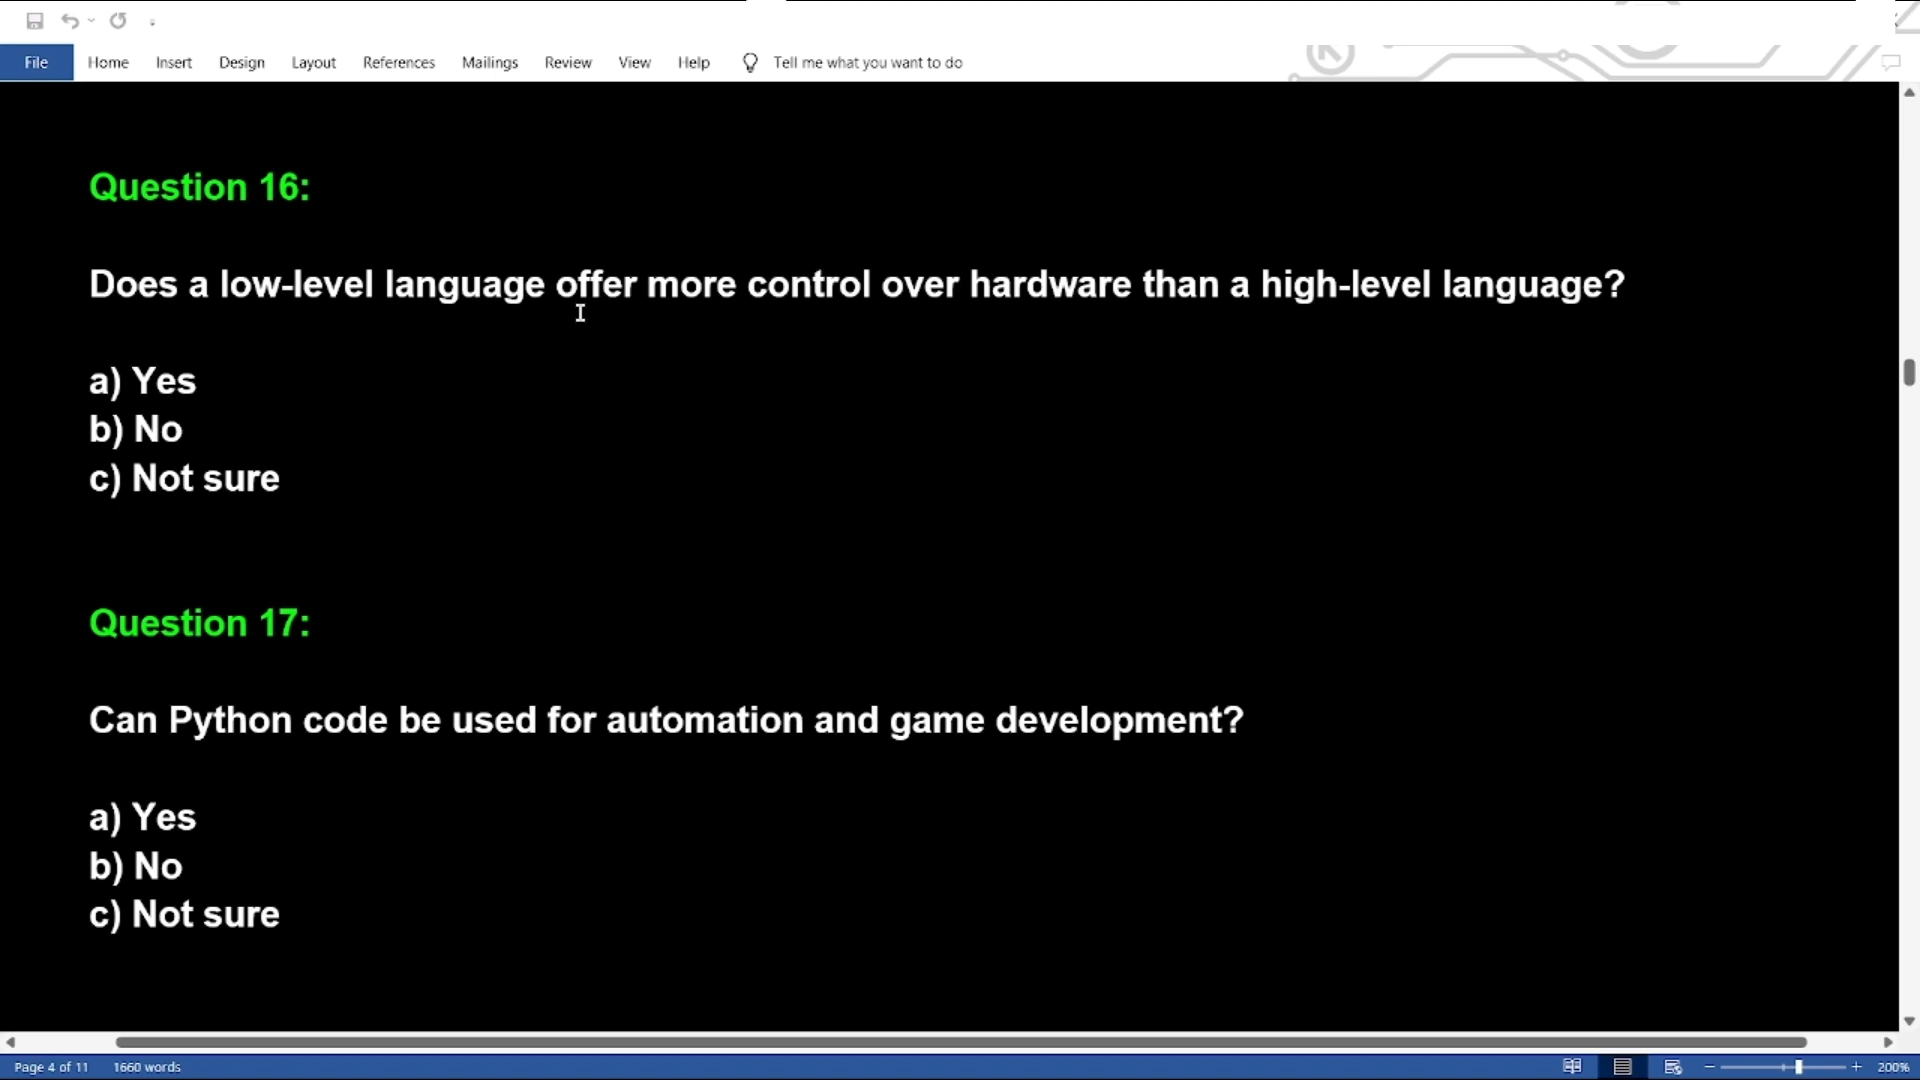 File Home Insert Design Layout References Mailings Review View Help Tell me what you want to do
Question 16:
Does a low-level language offer more control over hardware than a high-level language?
a) Yes
b) No
c) Not sure
Question 17:
Can Python code be used for automation and game development?
a) Yes
b) No
c) Not sure
Page 4 of 11 1660 words 200%